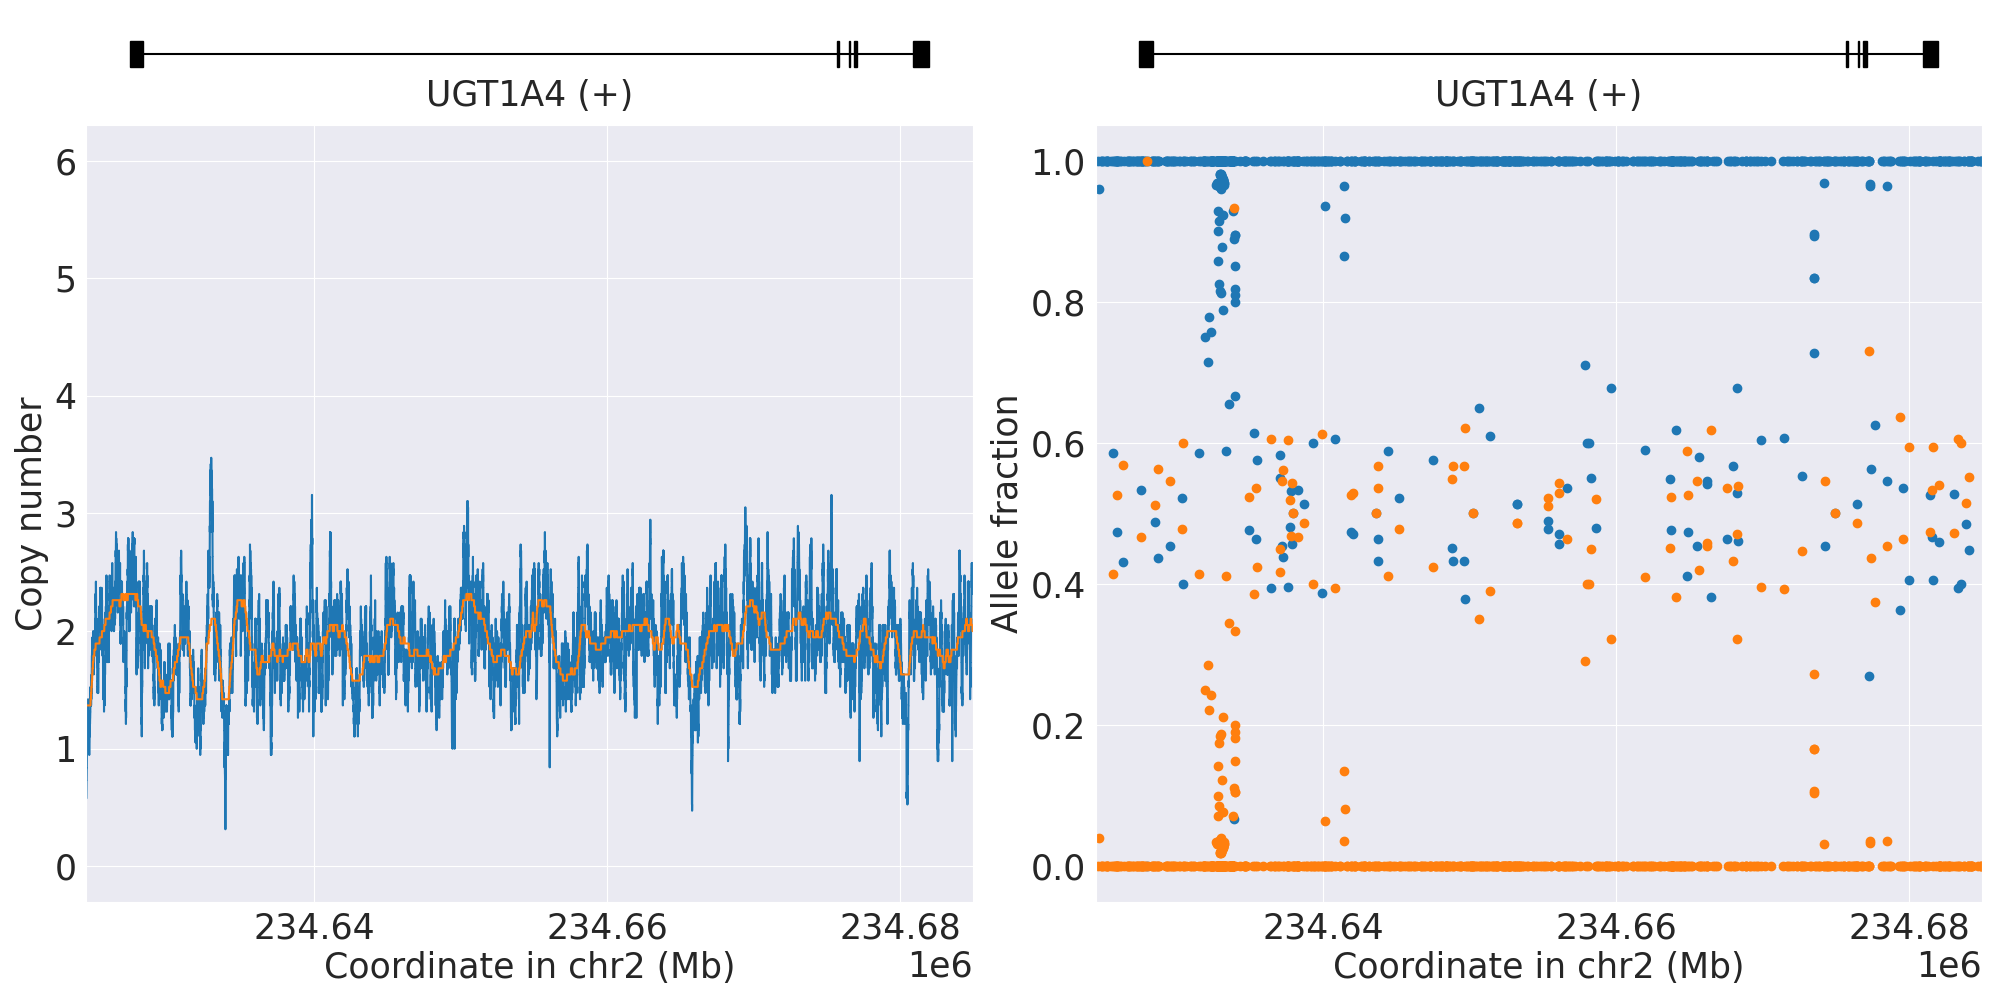 UGT1A4 (+)
6
5
4
3
2
1
0
Copy number
234.64 234.66 234.68
1e6
Coordinate in chr2 (Mb)
UGT1A4 (+)
1.0
0.8
0.6
0.4
0.2
0.0
Allele fraction
234.64 234.66 234.68
1e6
Coordinate in chr2 (Mb)